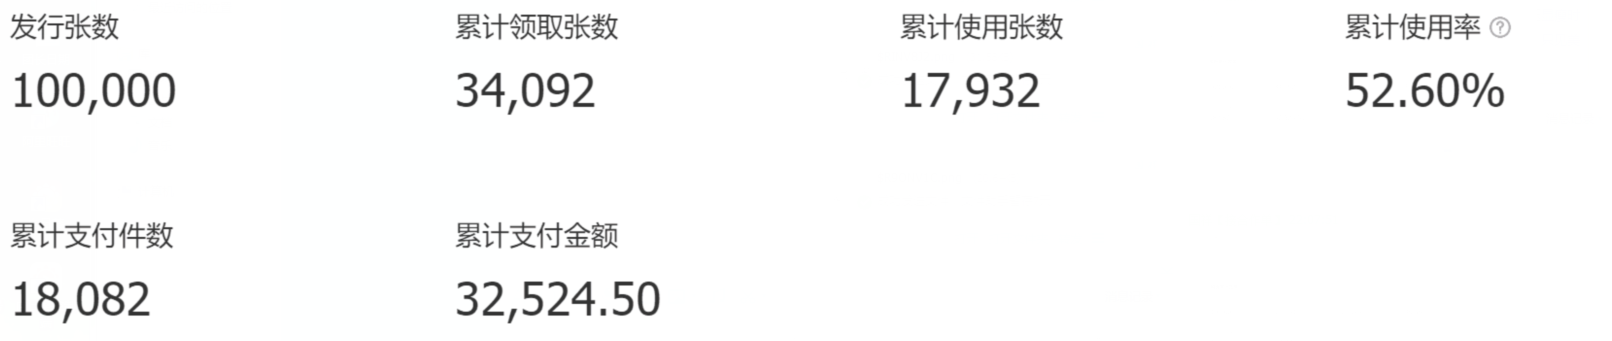 发行张数 累计领取张数 累计使用张数 累计使用率 ?
100,000 34,092 17,932 52.60%
累计支付件数 累计支付金额
18,082 32,524.50